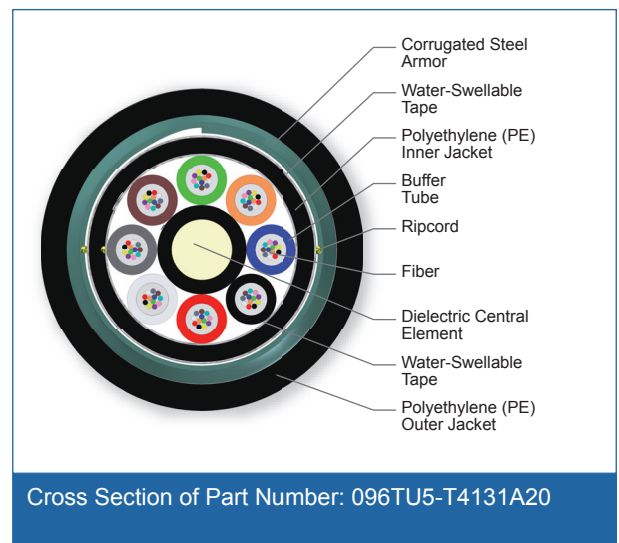 Corrugated Steel
Armor
Water-Swellable
Tape
Polyethylene (PE)
Inner Jacket
Buffer
Tube
Ripcord
Fiber
Dielectric Central
Element
Water-Swellable
Tape
Polyethylene (PE)
Outer Jacket
Cross Section of Part Number: 096TU5-T4131A20